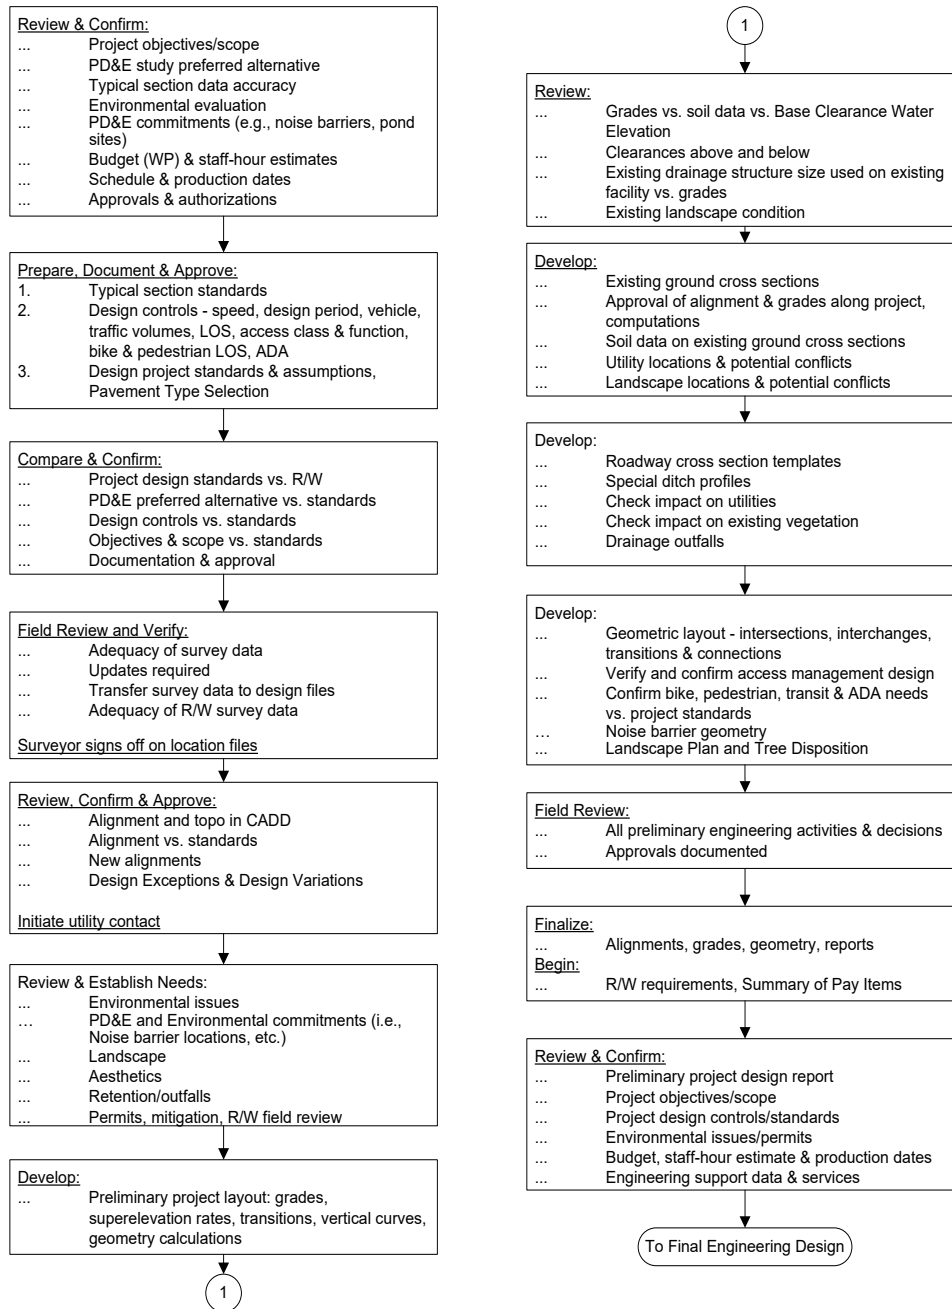 Review & Confirm:
... Project objectives/scope
... PD&E study preferred alternative
... Typical section data accuracy
... Environmental evaluation
... PD&E commitments (e.g., noise barriers, pond
sites)
... Budget (WP) & staff-hour estimates
... Schedule & production dates
... Approvals & authorizations
Prepare, Document & Approve:
1. Typical section standards
2. Design controls - speed, design period, vehicle,
traffic volumes, LOS, access class & function,
bike & pedestrian LOS, ADA
3. Design project standards & assumptions,
Pavement Type Selection
Compare & Confirm:
... Project design standards vs. R/W
... PD&E preferred alternative vs. standards
... Design controls vs. standards
... Objectives & scope vs. standards
... Documentation & approval
Field Review and Verify:
... Adequacy of survey data
... Updates required
... Transfer survey data to design files
... Adequacy of R/W survey data
Surveyor signs off on location files
Review, Confirm & Approve:
... Alignment and topo in CADD
... Alignment vs. standards
... New alignments
... Design Exceptions & Design Variations
Initiate utility contact
Review & Establish Needs:
... Environmental issues
… PD&E and Environmental commitments (i.e.,
Noise barrier locations, etc.)
... Landscape
... Aesthetics
... Retention/outfalls
... Permits, mitigation, R/W field review
Develop:
... Preliminary project layout: grades,
superelevation rates, transitions, vertical curves,
geometry calculations
1
1
Review:
... Grades vs. soil data vs. Base Clearance Water
Elevation
... Clearances above and below
... Existing drainage structure size used on existing
facility vs. grades
... Existing landscape condition
Develop:
... Existing ground cross sections
... Approval of alignment & grades along project,
computations
... Soil data on existing ground cross sections
... Utility locations & potential conflicts
... Landscape locations & potential conflicts
Develop:
... Roadway cross section templates
... Special ditch profiles
... Check impact on utilities
... Check impact on existing vegetation
... Drainage outfalls
Develop:
... Geometric layout - intersections, interchanges,
transitions & connections
... Verify and confirm access management design
... Confirm bike, pedestrian, transit & ADA needs
vs. project standards
… Noise barrier geometry
... Landscape Plan and Tree Disposition
Field Review:
... All preliminary engineering activities & decisions
... Approvals documented
Finalize:
... Alignments, grades, geometry, reports
Begin:
... R/W requirements, Summary of Pay Items
Review & Confirm:
... Preliminary project design report
... Project objectives/scope
... Project design controls/standards
... Environmental issues/permits
... Budget, staff-hour estimate & production dates
... Engineering support data & services
To Final Engineering Design